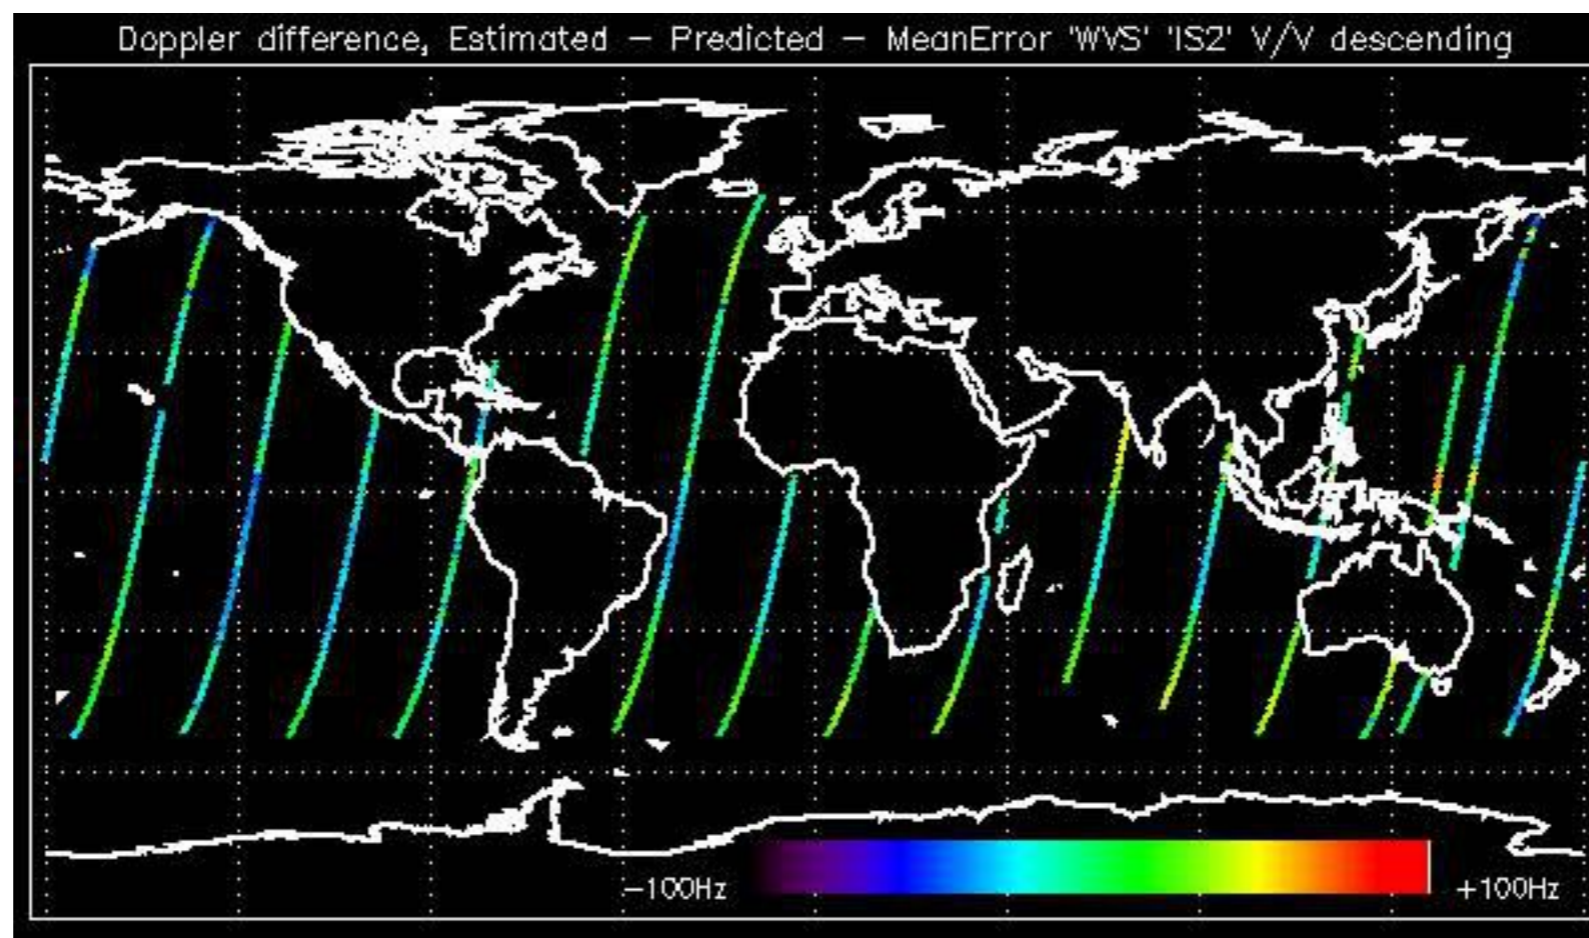 Doppler difference, Estimated – Predicted – MeanError 'WVS' 'IS2' V/V descending
–100Hz +100Hz